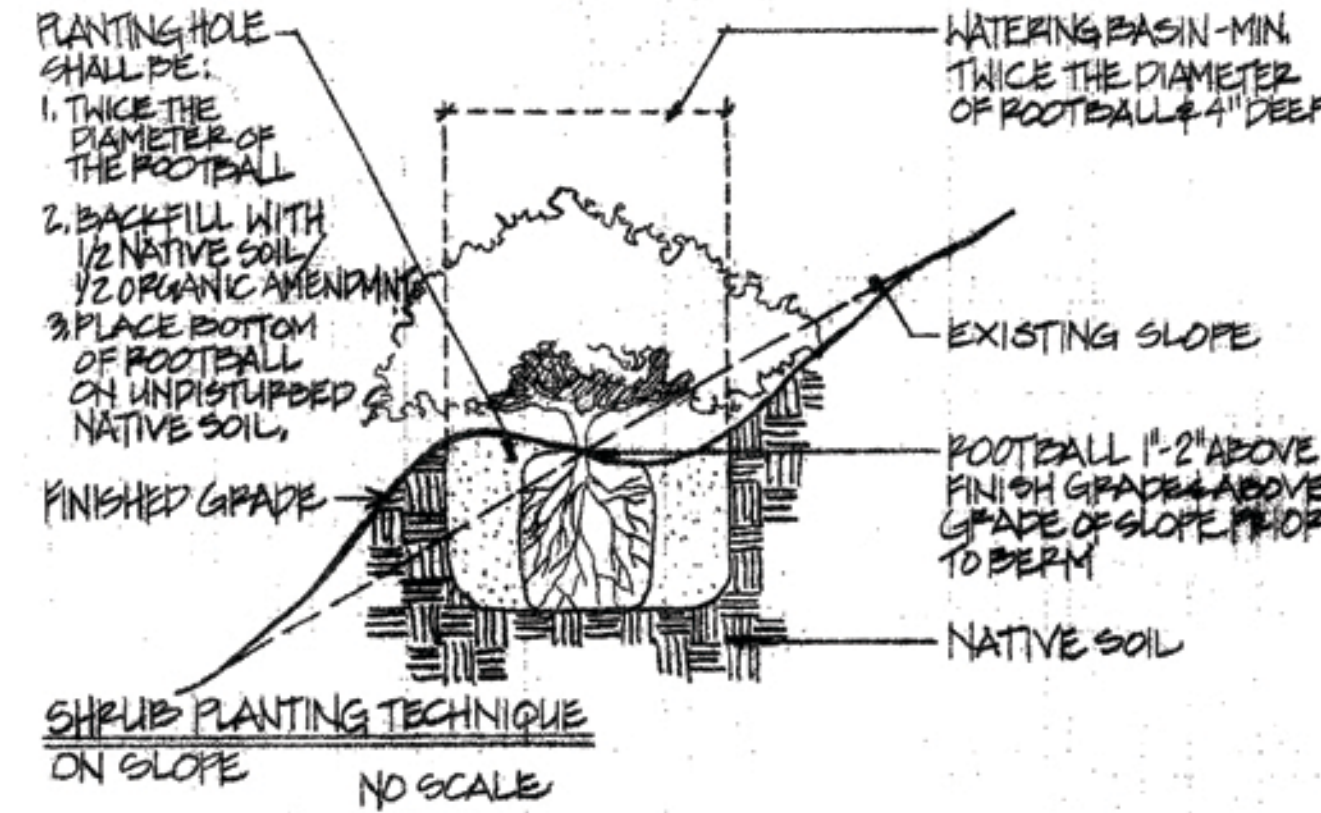 PLANTING HOLE
SHALL BE:
1. TWICE THE
DIAMETER OF
THE ROOTBALL
2. BACKFILL WITH
1/2 NATIVE SOIL
1/2 ORGANIC AMENDMNT
3. PLACE BOTTOM
OF ROOTBALL
ON UNDISTURBED
NATIVE SOIL.
FINISHED GRADE
WATERING BASIN - MIN.
TWICE THE DIAMETER
OF ROOTBALL & 4" DEEP
EXISTING SLOPE
ROOTBALL 1"-2" ABOVE
FINISH GRADE & ABOVE
GRADE OF SLOPE PRIOR
TO BERM
NATIVE SOIL
SHRUB PLANTING TECHNIQUE
ON SLOPE
NO SCALE